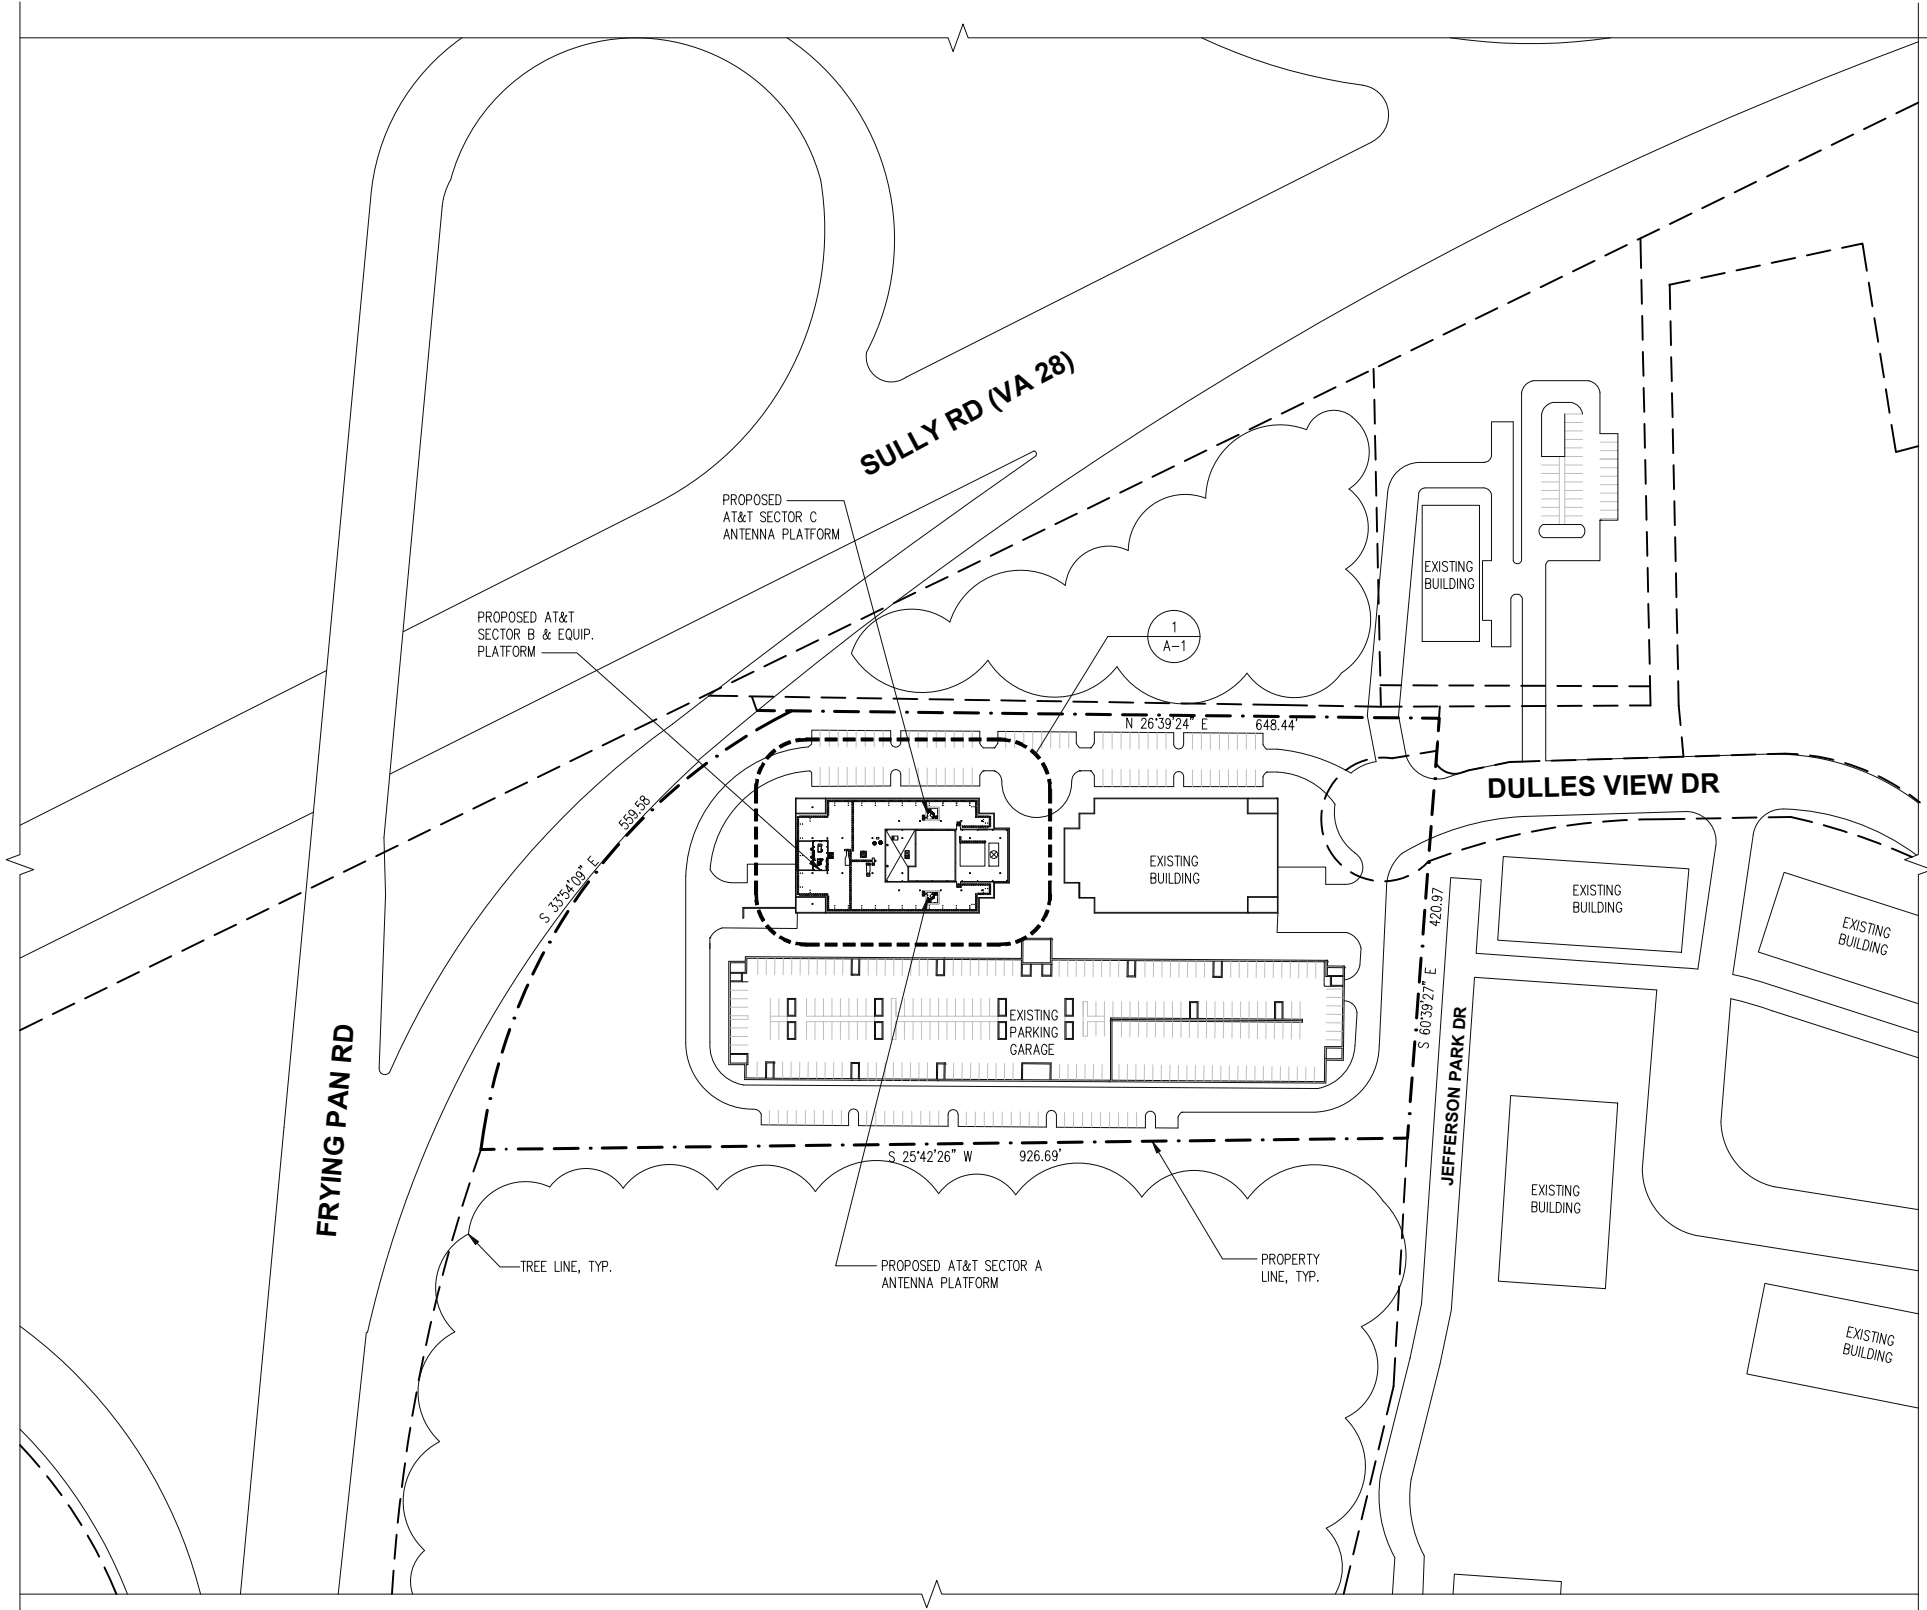 SULLY RD (VA 28)
PROPOSED
AT&T SECTOR C
ANTENNA PLATFORM
PROPOSED AT&T
SECTOR B & EQUIP.
PLATFORM
1
A-1
EXISTING
BUILDING
N 26°39'24" E 648.44'
DULLES VIEW DR
S 33°54'09" E 559.58
EXISTING
BUILDING
EXISTING
BUILDING
EXISTING
BUILDING
S 60°39'27" E 420.97
EXISTING
PARKING
GARAGE
FRYING PAN RD
JEFFERSON PARK DR
S 25°42'26" W 926.69'
EXISTING
BUILDING
TREE LINE, TYP.
PROPOSED AT&T SECTOR A
ANTENNA PLATFORM
PROPERTY
LINE, TYP.
EXISTING
BUILDING